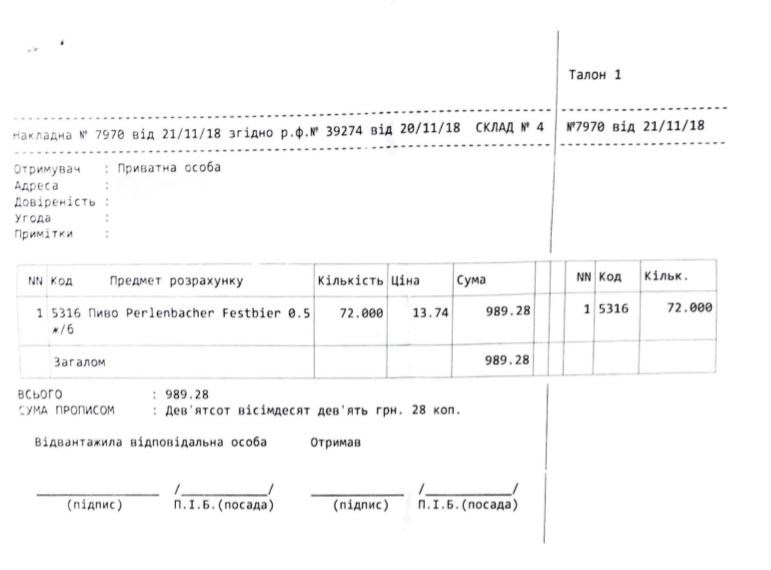 Талон 1
накладна № 7970 від 21/11/18 згідно р.ф.№ 39274 від 20/11/18 СКЛАД № 4
№7970 від 21/11/18
Отримувач : Приватна особа
Адреса :
Довіреність :
Угода :
Примітки :
NN Код Предмет розрахунку Кількість Ціна Сума NN Код Кільк.
1 5316 Пиво Perlenbacher Festbier 0.5 72.000 13.74 989.28 1 5316 72.000
ж/б
Загалом 989.28
ВСЬОГО : 989.28
СУМА ПРОПИСОМ : Дев'ятсот вісімдесят дев'ять грн. 28 коп.
Відвантажила відповідальна особа Отримав
/ / / /
(підпис) П.І.Б.(посада) (підпис) П.І.Б.(посада)